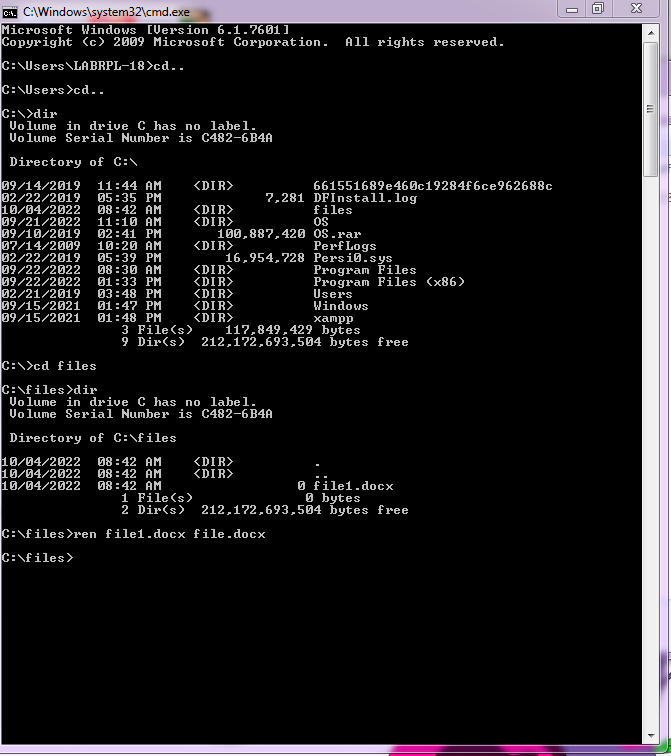 C:\Windows\system32\cmd.exe
Microsoft Windows [Version 6.1.7601]
Copyright (c) 2009 Microsoft Corporation.  All rights reserved.
C:\Users\LABRPL-18>cd..
C:\Users>cd..
C:\>dir
 Volume in drive C has no label.
 Volume Serial Number is C482-6B4A
 Directory of C:\
09/14/2019  11:44 AM    <DIR>          661551689e460c19284f6ce962688c
02/22/2019  05:35 PM             7,281 DFInstall.log
10/04/2022  08:42 AM    <DIR>          files
09/21/2022  11:10 AM    <DIR>          OS
09/10/2019  02:41 PM       100,887,420 OS.rar
07/14/2009  10:20 AM    <DIR>          PerfLogs
02/22/2019  05:39 PM        16,954,728 Persi0.sys
09/22/2022  08:30 AM    <DIR>          Program Files
09/22/2022  01:33 PM    <DIR>          Program Files (x86)
02/21/2019  03:48 PM    <DIR>          Users
09/15/2021  01:47 PM    <DIR>          Windows
09/15/2021  01:48 PM    <DIR>          xampp
               3 File(s)    117,849,429 bytes
               9 Dir(s)  212,172,693,504 bytes free
C:\>cd files
C:\files>dir
 Volume in drive C has no label.
 Volume Serial Number is C482-6B4A
 Directory of C:\files
10/04/2022  08:42 AM    <DIR>          .
10/04/2022  08:42 AM    <DIR>          ..
10/04/2022  08:42 AM                 0 file1.docx
               1 File(s)              0 bytes
               2 Dir(s)  212,172,693,504 bytes free
C:\files>ren file1.docx file.docx
C:\files>